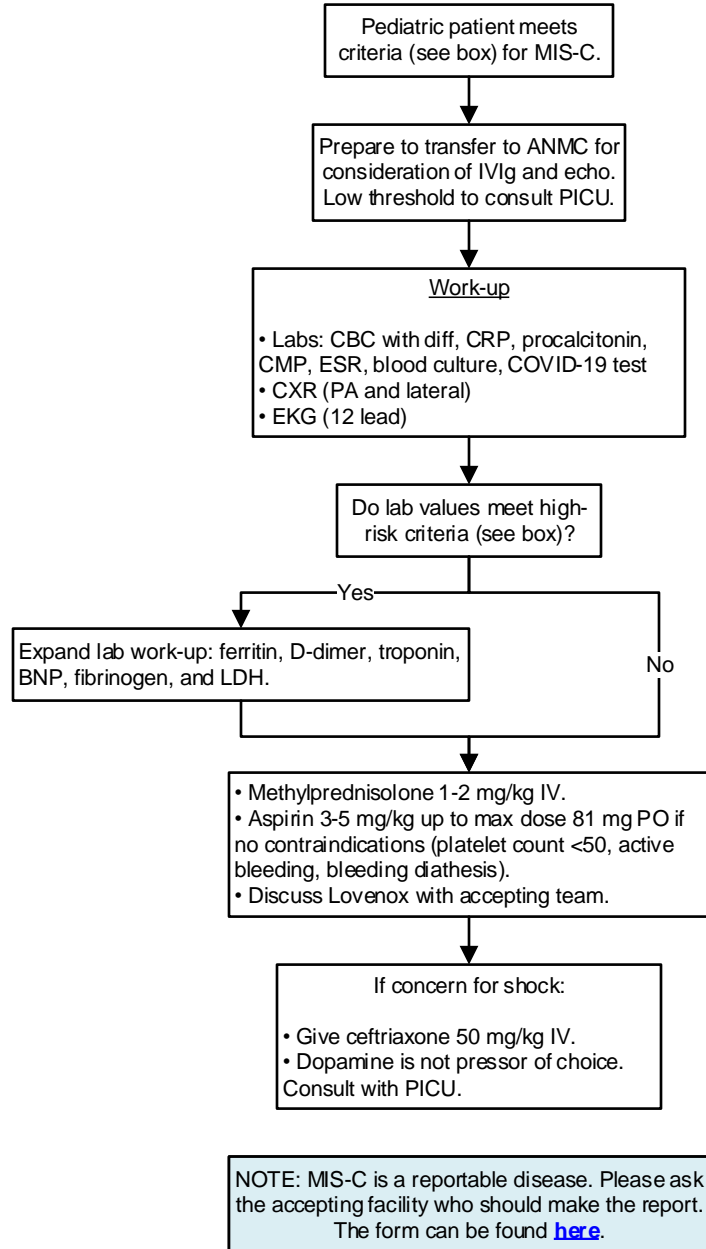 Pediatric patient meets
criteria (see box) for MIS-C.
Prepare to transfer to ANMC for
consideration of IVIg and echo.
Low threshold to consult PICU.
Work-up
• Labs: CBC with diff, CRP, procalcitonin,
CMP, ESR, blood culture, COVID-19 test
• CXR (PA and lateral)
• EKG (12 lead)
Do lab values meet high-
risk criteria (see box)?
Yes
Expand lab work-up: ferritin, D-dimer, troponin,
BNP, fibrinogen, and LDH.
No
• Methylprednisolone 1-2 mg/kg IV.
• Aspirin 3-5 mg/kg up to max dose 81 mg PO if
no contraindications (platelet count <50, active
bleeding, bleeding diathesis).
• Discuss Lovenox with accepting team.
If concern for shock:
• Give ceftriaxone 50 mg/kg IV.
• Dopamine is not pressor of choice.
Consult with PICU.
NOTE: MIS-C is a reportable disease. Please ask
the accepting facility who should make the report.
The form can be found here.